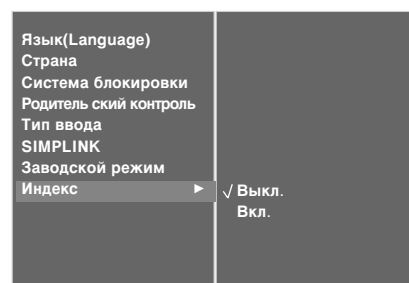 Язык(Language)
Страна
Система блокировки
Родитель ский контроль
Тип ввода
SIMPLINK
Заводской режим
Индекс ► √ Выкл.
Вкл.